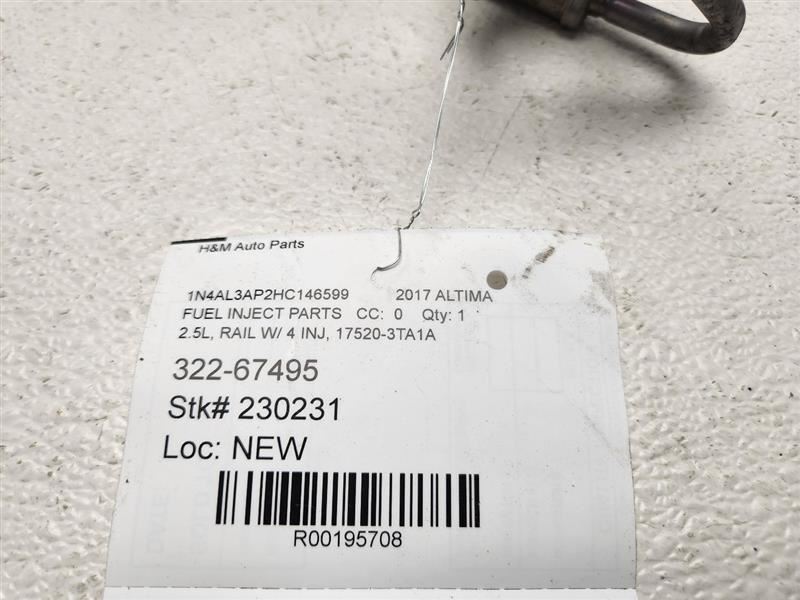 H&M Auto Parts
1N4AL3AP2HC146599 2017 ALTIMA
FUEL INJECT PARTS CC: 0 Qty: 1
2.5L, RAIL W/ 4 INJ, 17520-3TA1A
322-67495
Stk# 230231
Loc: NEW
R00195708